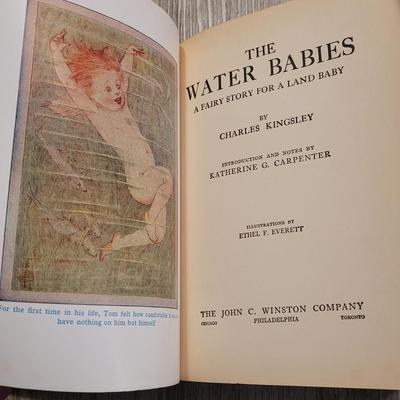 For the first time in his life, Tom felt how comfortable it was to
have nothing on him but himself
THE
WATER BABIES
A FAIRY STORY FOR A LAND BABY
BY
CHARLES KINGSLEY
INTRODUCTION AND NOTES BY
KATHERINE G. CARPENTER
ILLUSTRATIONS BY
ETHEL F. EVERETT
THE JOHN C. WINSTON COMPANY
CHICAGO PHILADELPHIA TORONTO